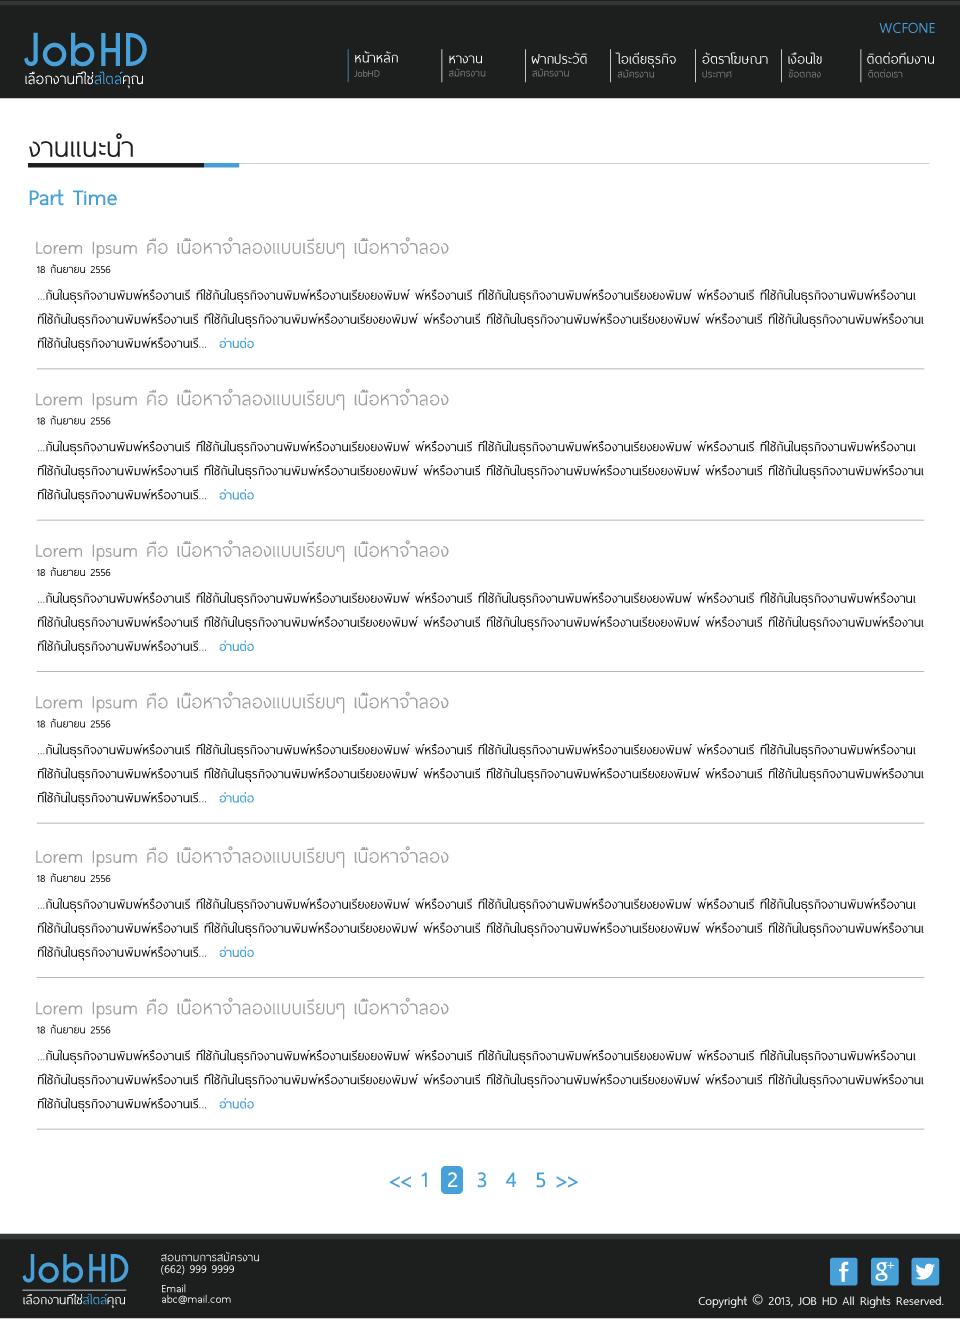 WCFONE
JobHD
เลือกงานที่ใช่สไตล์คุณ
หน้าหลัก หางาน ฝากประวัติ ไอเดียธุรกิจ อัตราโฆษณา เงื่อนไข ติดต่อทีมงาน
JobHD สมัครงาน สมัครงาน สมัครงาน ประกาศ ข้อตกลง ติดต่อเรา
งานแนะนำ
Part Time
Lorem Ipsum คือ เนื้อหาจำลองแบบเรียบๆ เนื้อหาจำลอง
18 กันยายน 2556
...กันในธุรกิจงานพิมพ์หรืองานเรี ที่ใช้กันในธุรกิจงานพิมพ์หรืองานเรียงยงพิมพ์ พ์หรืองานเรี ที่ใช้กันในธุรกิจงานพิมพ์หรืองานเรียงยงพิมพ์ พ์หรืองานเรี ที่ใช้กันในธุรกิจงานพิมพ์หรืองานเ
ที่ใช้กันในธุรกิจงานพิมพ์หรืองานเรี ที่ใช้กันในธุรกิจงานพิมพ์หรืองานเรียงยงพิมพ์ พ์หรืองานเรี ที่ใช้กันในธุรกิจงานพิมพ์หรืองานเรียงยงพิมพ์ พ์หรืองานเรี ที่ใช้กันในธุรกิจงานพิมพ์หรืองานเ
ที่ใช้กันในธุรกิจงานพิมพ์หรืองานเรี... อ่านต่อ
Lorem Ipsum คือ เนื้อหาจำลองแบบเรียบๆ เนื้อหาจำลอง
18 กันยายน 2556
...กันในธุรกิจงานพิมพ์หรืองานเรี ที่ใช้กันในธุรกิจงานพิมพ์หรืองานเรียงยงพิมพ์ พ์หรืองานเรี ที่ใช้กันในธุรกิจงานพิมพ์หรืองานเรียงยงพิมพ์ พ์หรืองานเรี ที่ใช้กันในธุรกิจงานพิมพ์หรืองานเ
ที่ใช้กันในธุรกิจงานพิมพ์หรืองานเรี ที่ใช้กันในธุรกิจงานพิมพ์หรืองานเรียงยงพิมพ์ พ์หรืองานเรี ที่ใช้กันในธุรกิจงานพิมพ์หรืองานเรียงยงพิมพ์ พ์หรืองานเรี ที่ใช้กันในธุรกิจงานพิมพ์หรืองานเ
ที่ใช้กันในธุรกิจงานพิมพ์หรืองานเรี... อ่านต่อ
Lorem Ipsum คือ เนื้อหาจำลองแบบเรียบๆ เนื้อหาจำลอง
18 กันยายน 2556
...กันในธุรกิจงานพิมพ์หรืองานเรี ที่ใช้กันในธุรกิจงานพิมพ์หรืองานเรียงยงพิมพ์ พ์หรืองานเรี ที่ใช้กันในธุรกิจงานพิมพ์หรืองานเรียงยงพิมพ์ พ์หรืองานเรี ที่ใช้กันในธุรกิจงานพิมพ์หรืองานเ
ที่ใช้กันในธุรกิจงานพิมพ์หรืองานเรี ที่ใช้กันในธุรกิจงานพิมพ์หรืองานเรียงยงพิมพ์ พ์หรืองานเรี ที่ใช้กันในธุรกิจงานพิมพ์หรืองานเรียงยงพิมพ์ พ์หรืองานเรี ที่ใช้กันในธุรกิจงานพิมพ์หรืองานเ
ที่ใช้กันในธุรกิจงานพิมพ์หรืองานเรี... อ่านต่อ
Lorem Ipsum คือ เนื้อหาจำลองแบบเรียบๆ เนื้อหาจำลอง
18 กันยายน 2556
...กันในธุรกิจงานพิมพ์หรืองานเรี ที่ใช้กันในธุรกิจงานพิมพ์หรืองานเรียงยงพิมพ์ พ์หรืองานเรี ที่ใช้กันในธุรกิจงานพิมพ์หรืองานเรียงยงพิมพ์ พ์หรืองานเรี ที่ใช้กันในธุรกิจงานพิมพ์หรืองานเ
ที่ใช้กันในธุรกิจงานพิมพ์หรืองานเรี ที่ใช้กันในธุรกิจงานพิมพ์หรืองานเรียงยงพิมพ์ พ์หรืองานเรี ที่ใช้กันในธุรกิจงานพิมพ์หรืองานเรียงยงพิมพ์ พ์หรืองานเรี ที่ใช้กันในธุรกิจงานพิมพ์หรืองานเ
ที่ใช้กันในธุรกิจงานพิมพ์หรืองานเรี... อ่านต่อ
Lorem Ipsum คือ เนื้อหาจำลองแบบเรียบๆ เนื้อหาจำลอง
18 กันยายน 2556
...กันในธุรกิจงานพิมพ์หรืองานเรี ที่ใช้กันในธุรกิจงานพิมพ์หรืองานเรียงยงพิมพ์ พ์หรืองานเรี ที่ใช้กันในธุรกิจงานพิมพ์หรืองานเรียงยงพิมพ์ พ์หรืองานเรี ที่ใช้กันในธุรกิจงานพิมพ์หรืองานเ
ที่ใช้กันในธุรกิจงานพิมพ์หรืองานเรี ที่ใช้กันในธุรกิจงานพิมพ์หรืองานเรียงยงพิมพ์ พ์หรืองานเรี ที่ใช้กันในธุรกิจงานพิมพ์หรืองานเรียงยงพิมพ์ พ์หรืองานเรี ที่ใช้กันในธุรกิจงานพิมพ์หรืองานเ
ที่ใช้กันในธุรกิจงานพิมพ์หรืองานเรี... อ่านต่อ
Lorem Ipsum คือ เนื้อหาจำลองแบบเรียบๆ เนื้อหาจำลอง
18 กันยายน 2556
...กันในธุรกิจงานพิมพ์หรืองานเรี ที่ใช้กันในธุรกิจงานพิมพ์หรืองานเรียงยงพิมพ์ พ์หรืองานเรี ที่ใช้กันในธุรกิจงานพิมพ์หรืองานเรียงยงพิมพ์ พ์หรืองานเรี ที่ใช้กันในธุรกิจงานพิมพ์หรืองานเ
ที่ใช้กันในธุรกิจงานพิมพ์หรืองานเรี ที่ใช้กันในธุรกิจงานพิมพ์หรืองานเรียงยงพิมพ์ พ์หรืองานเรี ที่ใช้กันในธุรกิจงานพิมพ์หรืองานเรียงยงพิมพ์ พ์หรืองานเรี ที่ใช้กันในธุรกิจงานพิมพ์หรืองานเ
ที่ใช้กันในธุรกิจงานพิมพ์หรืองานเรี... อ่านต่อ
<< 1 2 3 4 5 >>
JobHD
เลือกงานที่ใช่สไตล์คุณ
สอบถามการสมัครงาน
(662) 999 9999
Email
abc@mail.com
f g+
Copyright © 2013, JOB HD All Rights Reserved.